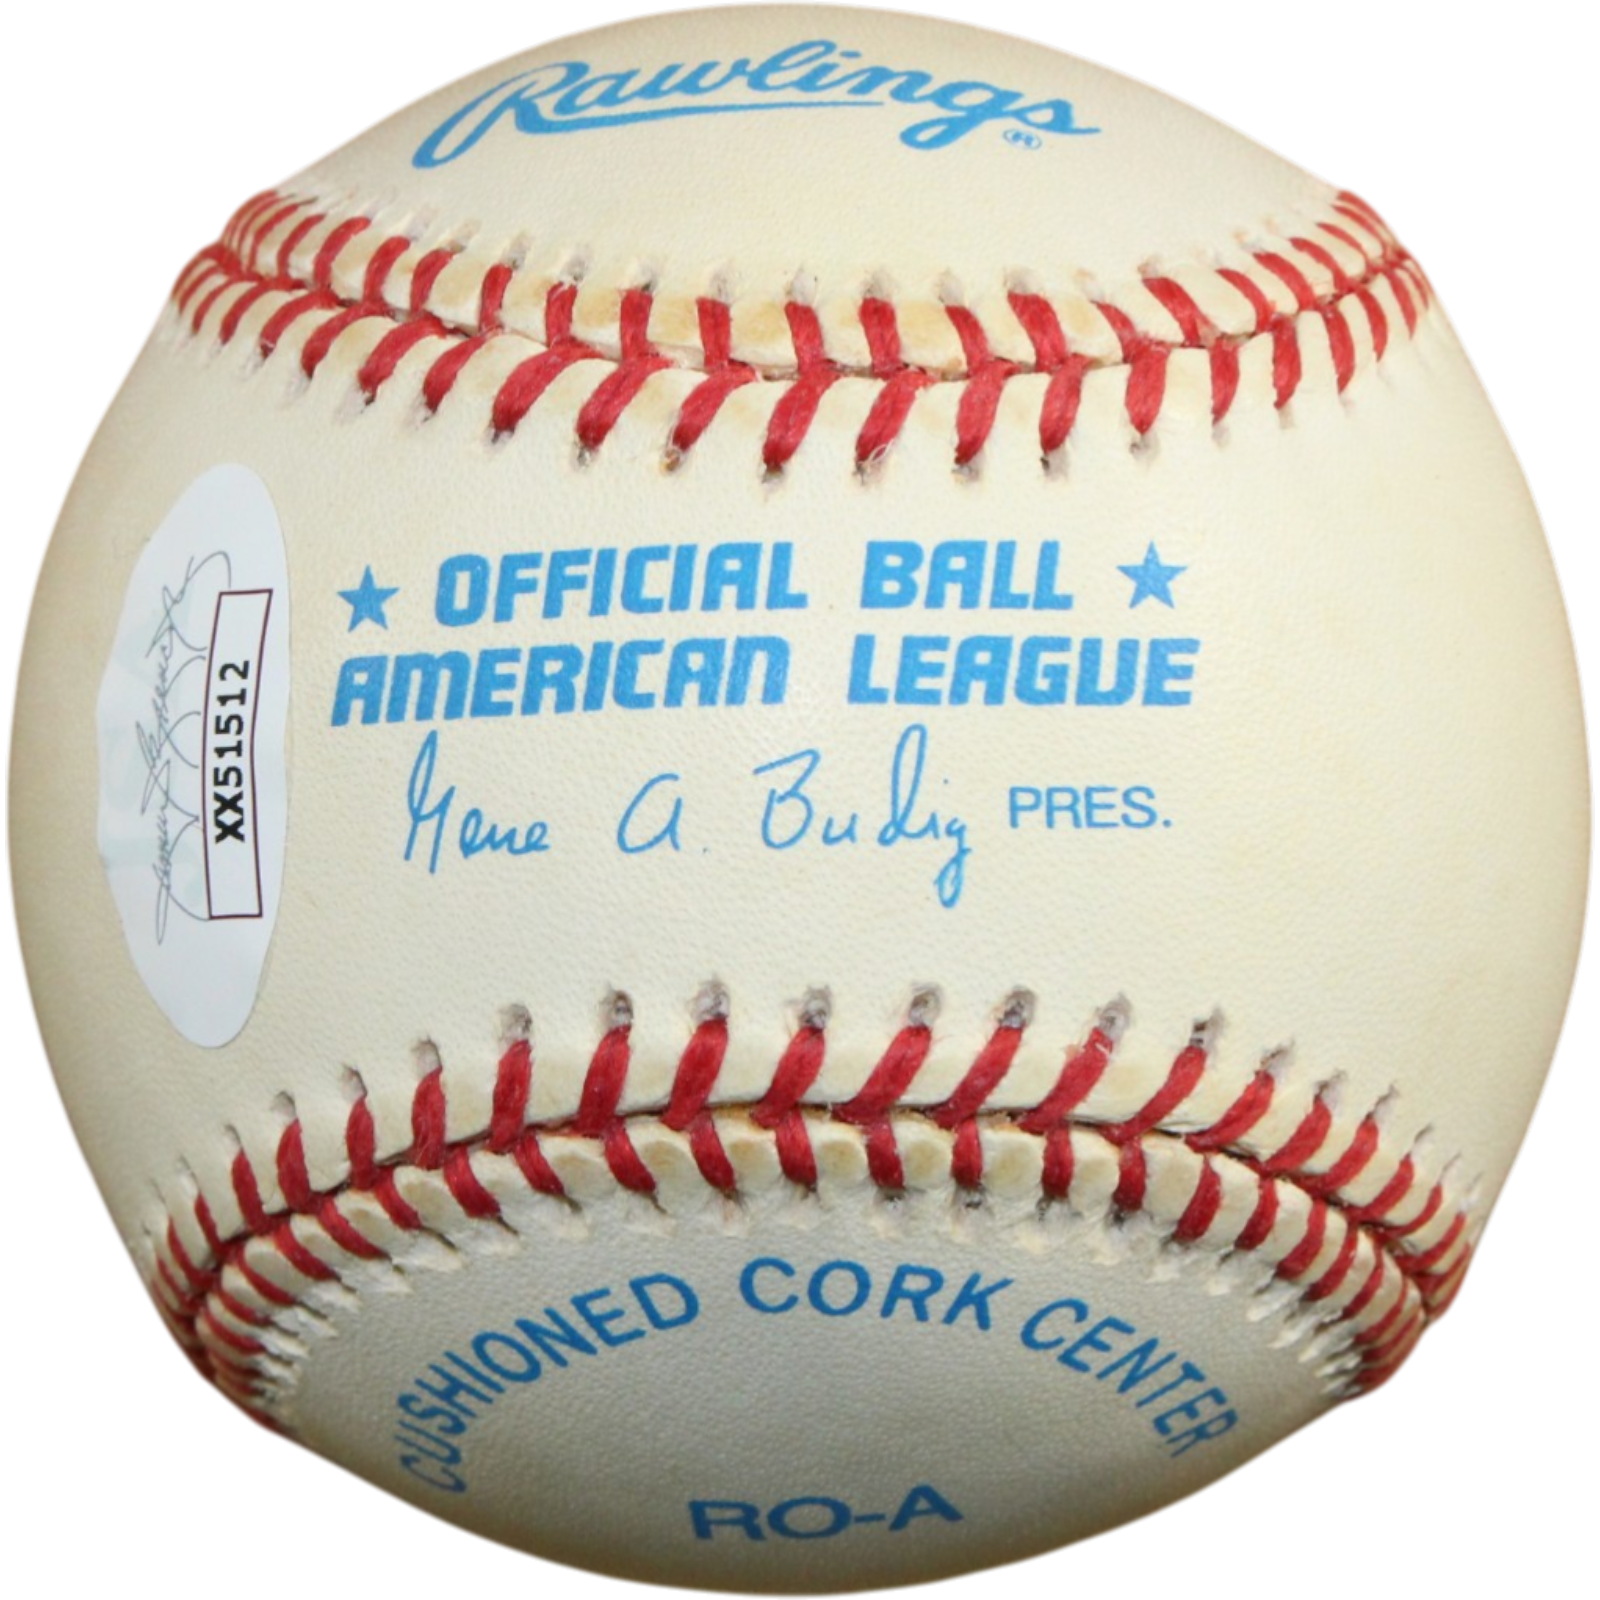 Rawlings®
★ OFFICIAL BALL ★
AMERICAN LEAGUE
Gene A. Budig PRES.
XX51512
CUSHIONED CORK CENTER
RO-A